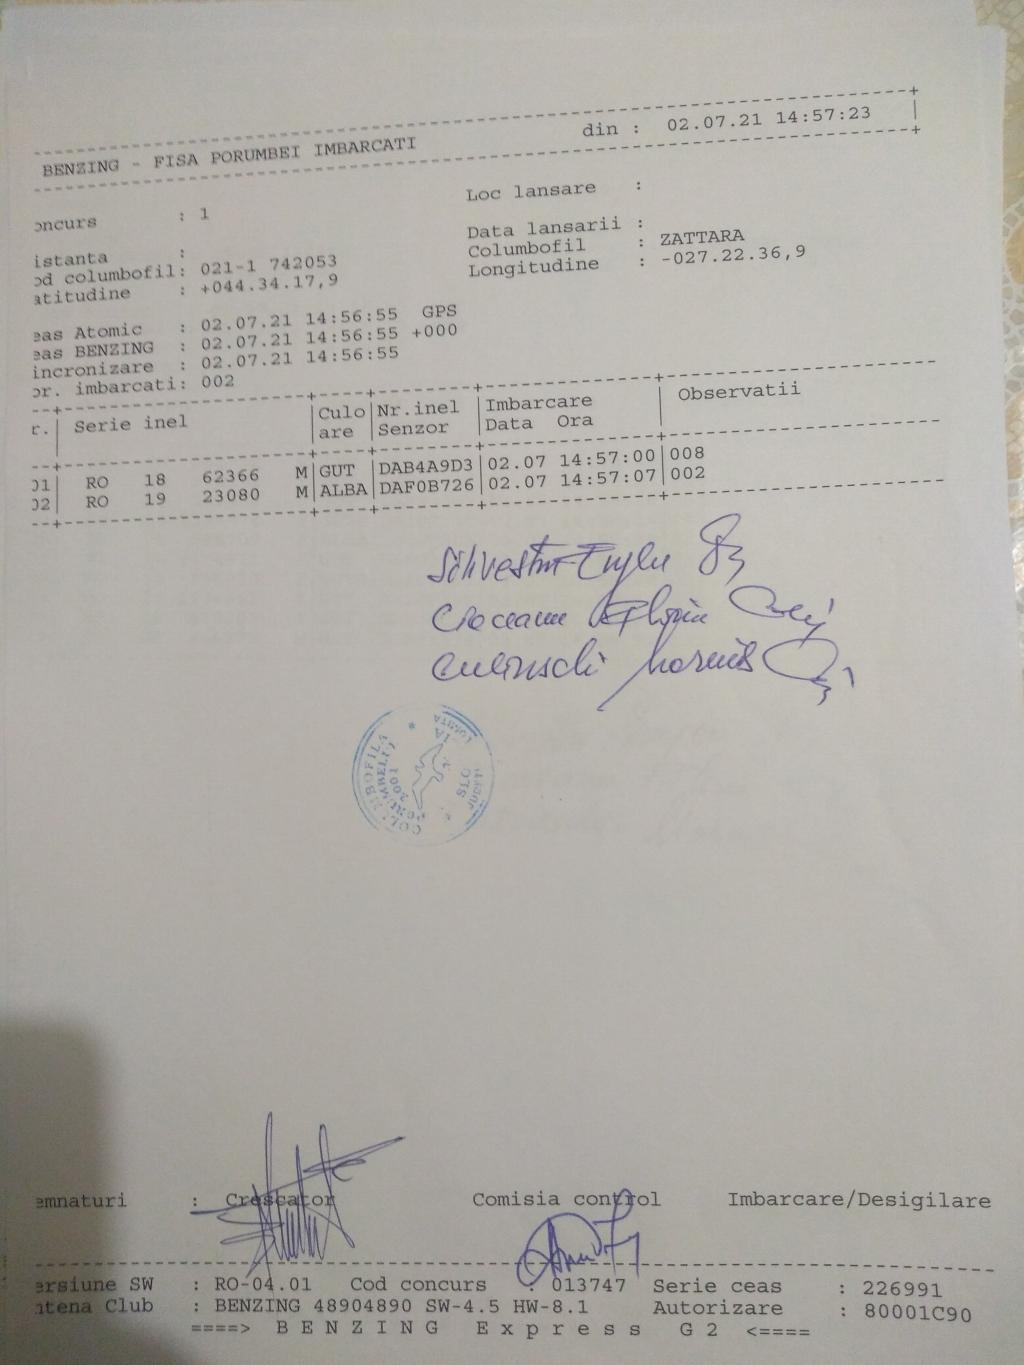 BENZING - FISA PORUMBEI IMBARCATI din : 02.07.21 14:57:23
oncurs : 1 Loc lansare :
istanta : Data lansarii :
od columbofil: 021-1 742053 Columbofil : ZATTARA
atitudine : +044.34.17,9 Longitudine : -027.22.36,9
eas Atomic : 02.07.21 14:56:55 GPS
eas BENZING : 02.07.21 14:56:55 +000
incronizare : 02.07.21 14:56:55
or. imbarcati: 002
r.| Serie inel |Culo are |Nr.inel Senzor |Imbarcare Data Ora | Observatii
01| RO 18 62366 M|GUT |DAB4A9D3|02.07 14:57:00|008
02| RO 19 23080 M|ALBA|DAF0B726|02.07 14:57:07|002
2001
emnaturi : Crescator Comisia control Imbarcare/Desigilare
ersiune SW : RO-04.01 Cod concurs : 013747 Serie ceas : 226991
ntena Club : BENZING 48904890 SW-4.5 HW-8.1 Autorizare : 80001C90
====> B E N Z I N G E x p r e s s G 2 <====